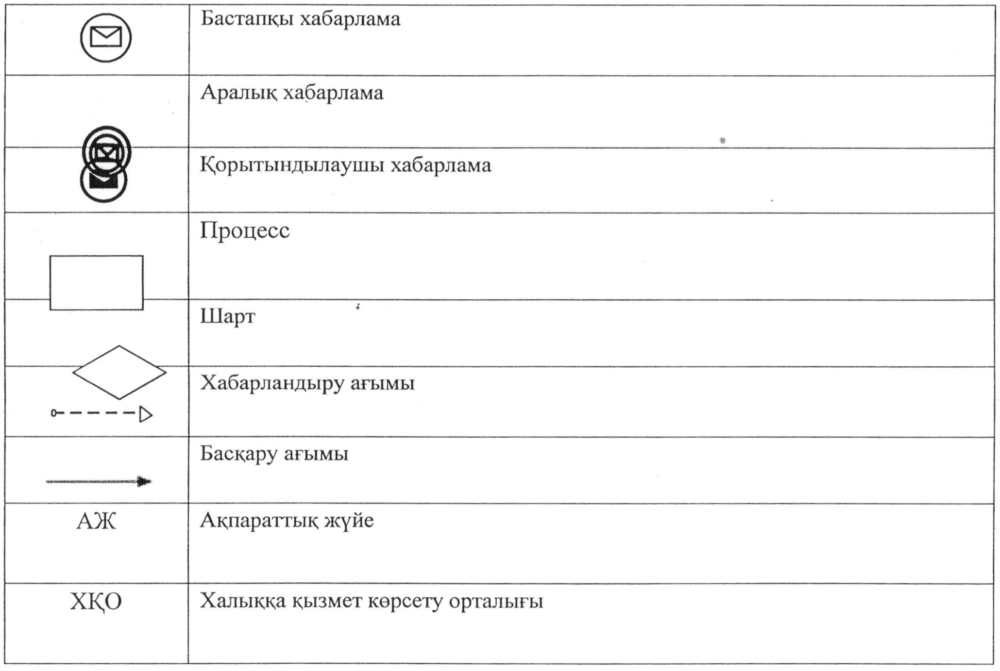 Бастапқы хабарлама
Аралық хабарлама
Қорытындылаушы хабарлама
Процесс
Шарт
Хабарландыру ағымы
Басқару ағымы
АЖ Ақпараттық жүйе
ХҚО Халыққа қызмет көрсету орталығы